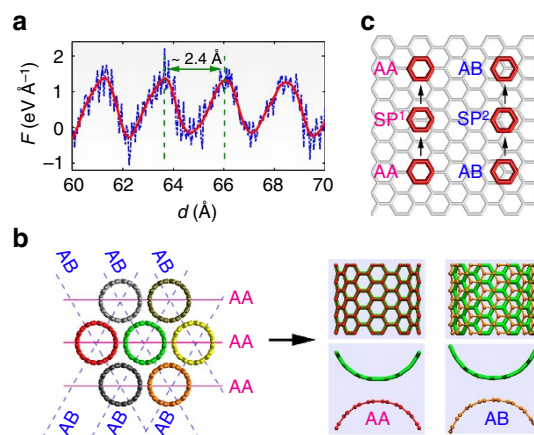 a
F (eV Å⁻¹)
2
1
0
−1
~ 2.4 Å
60 62 64 66 68 70
d (Å)
c
AA AB
SP¹ SP²
AA AB
b
AB AB AB
AA
AA
AA
AB AB
AA AB